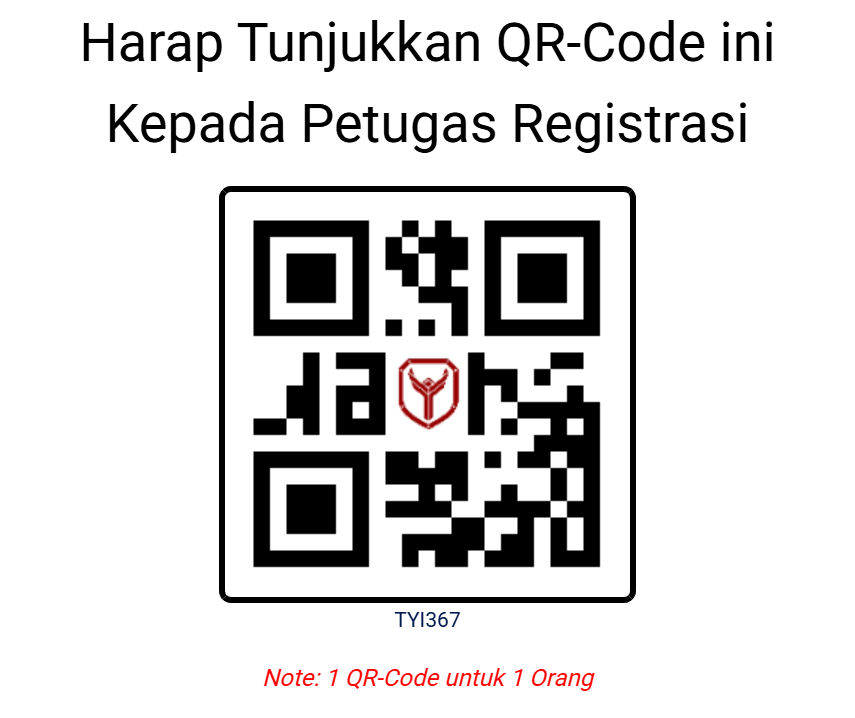 Harap Tunjukkan QR-Code ini
Kepada Petugas Registrasi
TYI367
Note: 1 QR-Code untuk 1 Orang